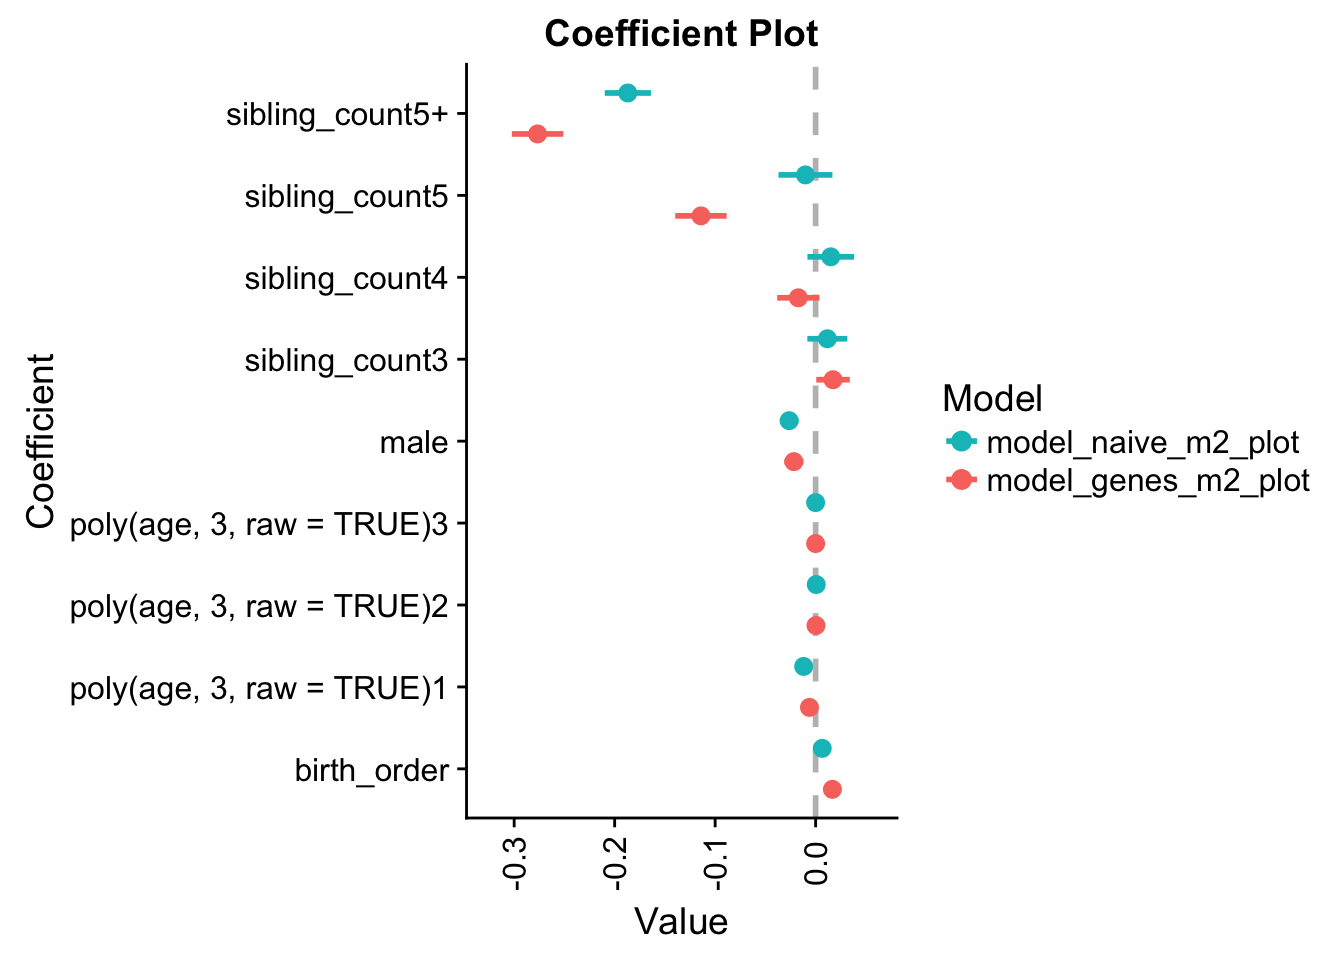 Coefficient Plot
sibling_count5+
sibling_count5
sibling_count4
sibling_count3
male
poly(age, 3, raw = TRUE)3
poly(age, 3, raw = TRUE)2
poly(age, 3, raw = TRUE)1
birth_order
Coefficient
-0.3
-0.2
-0.1
0.0
Value
Model
model_naive_m2_plot
model_genes_m2_plot